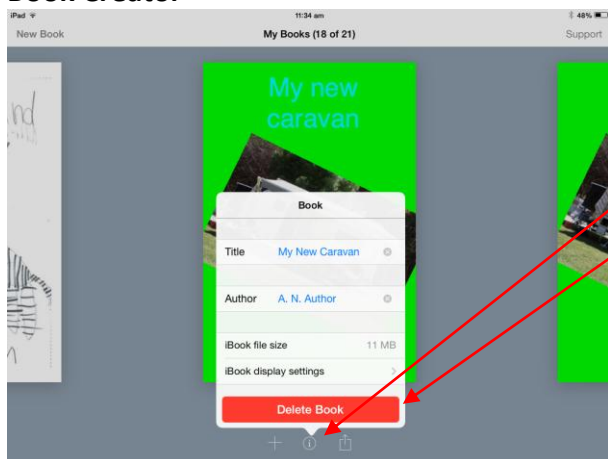 Book Creator
iPad 11:34 am 48%
New Book My Books (18 of 21) Support
My new
caravan
nd
Book
Title My New Caravan
Author A. N. Author
iBook file size 11 MB
iBook display settings
Delete Book